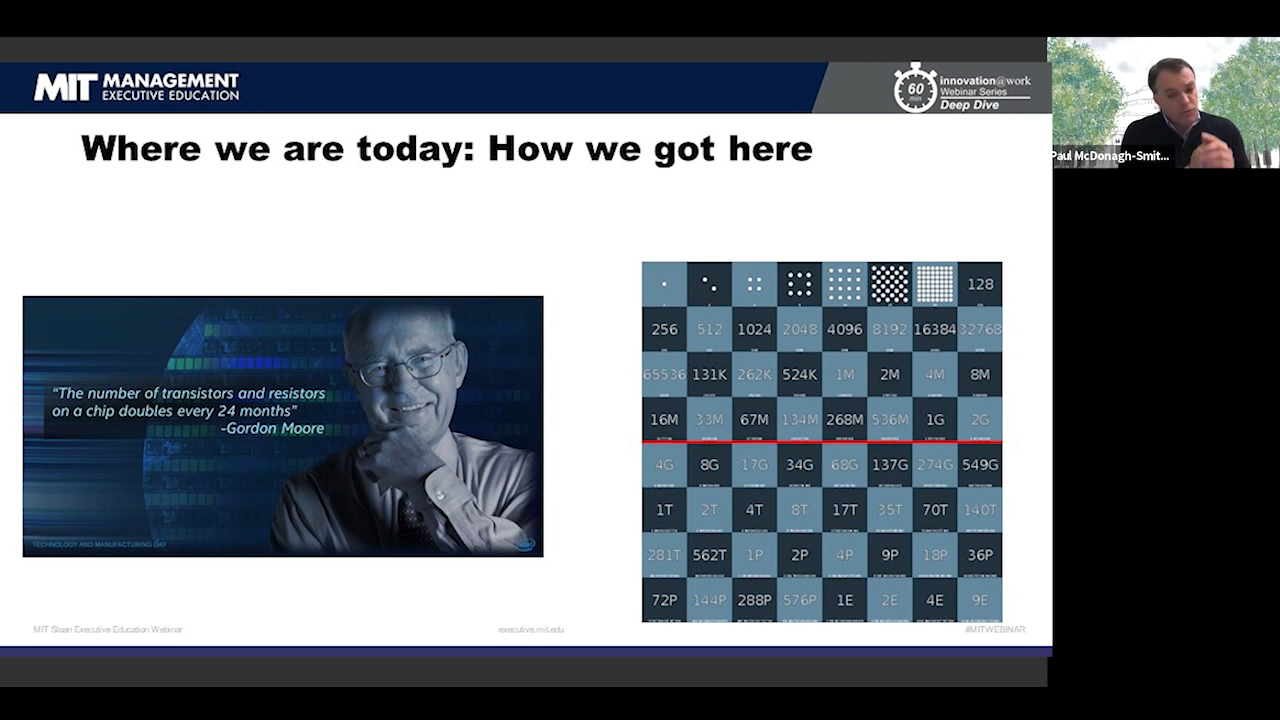 MIT MANAGEMENT
EXECUTIVE EDUCATION
60
min
innovation@work
Webinar Series
Deep Dive
Paul McDonagh-Smit...
Where we are today: How we got here
"The number of transistors and resistors
on a chip doubles every 24 months"
-Gordon Moore
TECHNOLOGY AND MANUFACTURING DAY
128
256 512 1024 2048 4096 8192 16384 32768
65536 131K 262K 524K 1M 2M 4M 8M
16M 33M 67M 134M 268M 536M 1G 2G
4G 8G 17G 34G 68G 137G 274G 549G
1T 2T 4T 8T 17T 35T 70T 140T
281T 562T 1P 2P 4P 9P 18P 36P
72P 144P 288P 576P 1E 2E 4E 9E
MIT Sloan Executive Education Webinar
executive.mit.edu
#MITWEBINAR